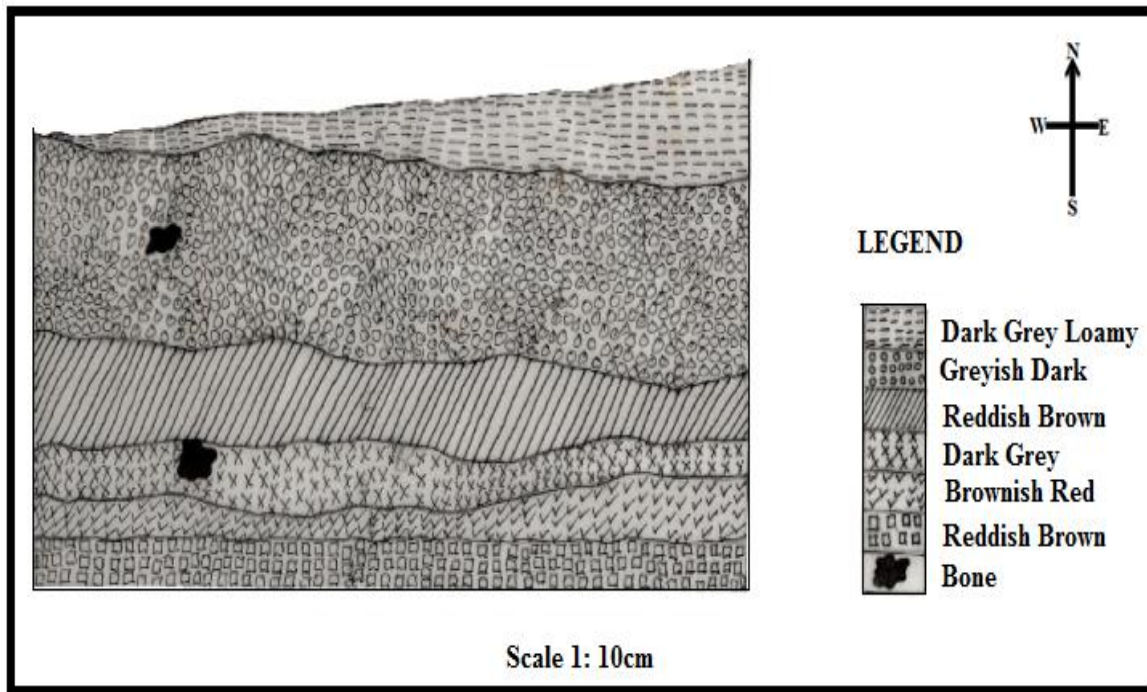 N
W E
S
LEGEND
Dark Grey Loamy
Greyish Dark
Reddish Brown
Dark Grey
Brownish Red
Reddish Brown
Bone
Scale 1: 10cm